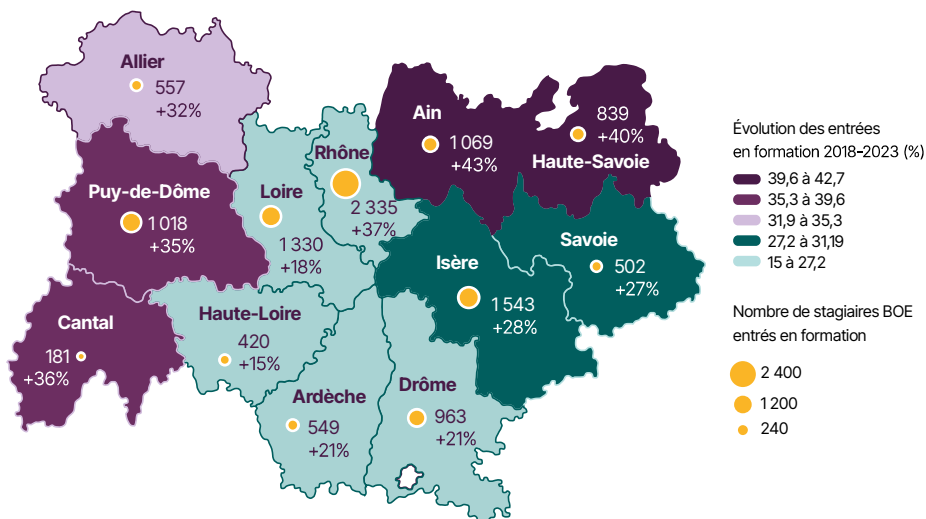 Allier
557
+32%
Puy-de-Dôme
1 018
+35%
Cantal
181
+36%
Loire
1 330
+18%
Rhône
2 335
+37%
Haute-Loire
420
+15%
Ardèche
549
+21%
Drôme
963
+21%
Ain
1 069
+43%
839
+40%
Haute-Savoie
Isère
1 543
+28%
Savoie
502
+27%
Évolution des entrées
en formation 2018-2023 (%)
39,6 à 42,7
35,3 à 39,6
31,9 à 35,3
27,2 à 31,19
15 à 27,2
Nombre de stagiaires BOE
entrés en formation
2 400
1 200
240